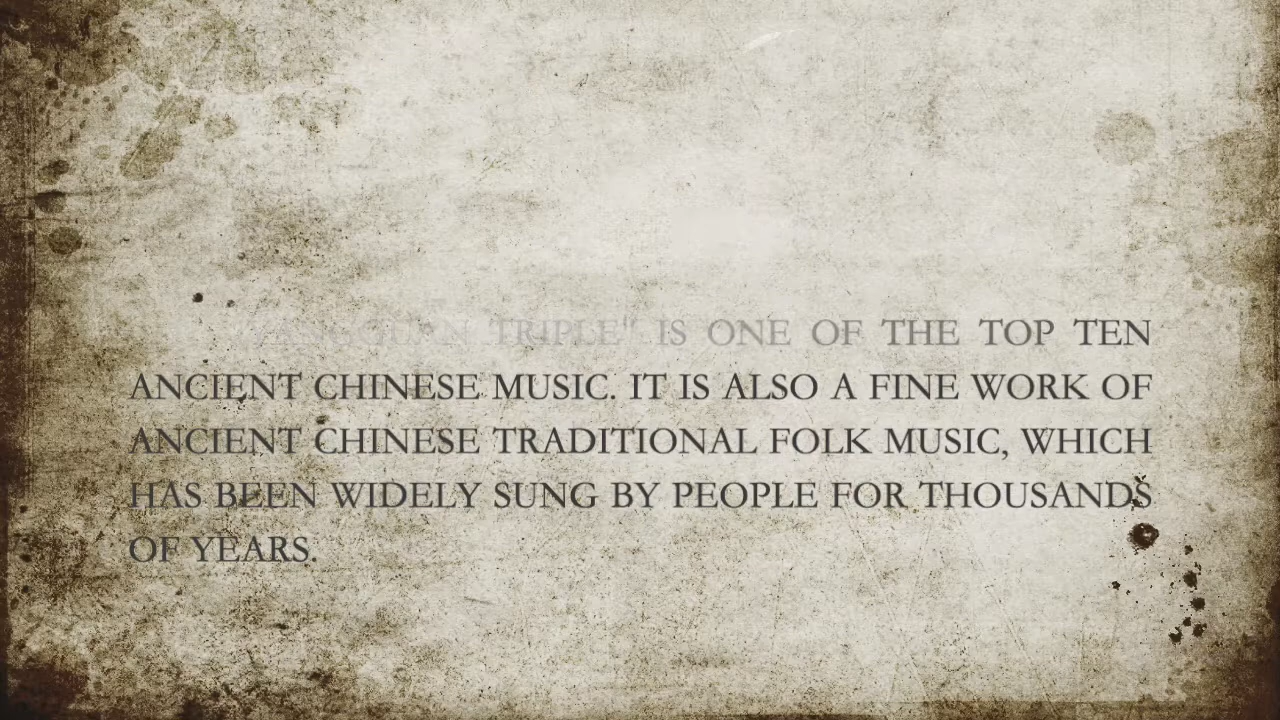 TRIPLE" IS ONE OF THE TOP TEN
ANCIENT CHINESE MUSIC. IT IS ALSO A FINE WORK OF
ANCIENT CHINESE TRADITIONAL FOLK MUSIC, WHICH
HAS BEEN WIDELY SUNG BY PEOPLE FOR THOUSANDS
OF YEARS.